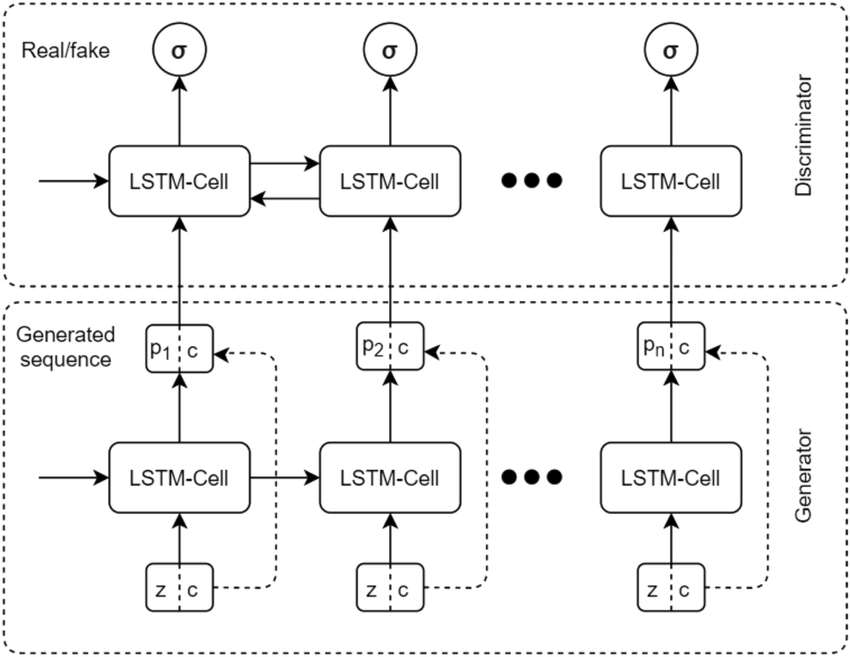 Real/fake
σ
σ
σ
Discriminator
LSTM-Cell
LSTM-Cell
LSTM-Cell
Generated
sequence
p1 c
p2 c
pn c
Generator
LSTM-Cell
LSTM-Cell
LSTM-Cell
z c
z c
z c